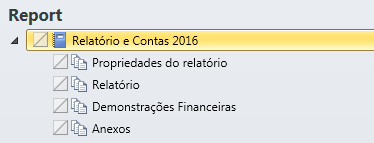 Report
Relatório e Contas 2016
Propriedades do relatório
Relatório
Demonstrações Financeiras
Anexos